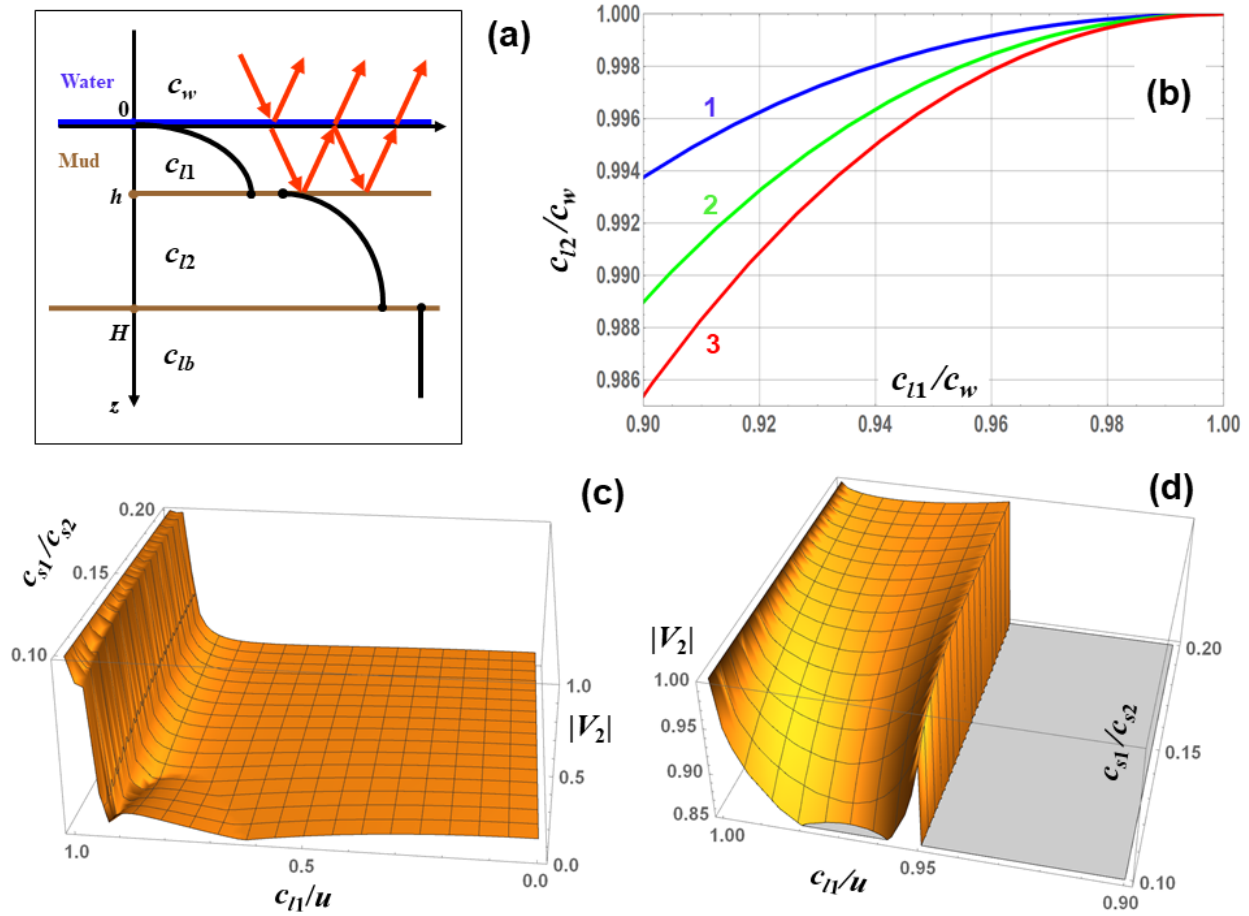 (a)
Water
c_w
0
Mud
c_l1
h
c_l2
H
c_lb
z
(b)
c_l2/c_w
1.000
0.998
0.996
0.994
0.992
0.990
0.988
0.986
1
2
3
c_l1/c_w
0.90
0.92
0.94
0.96
0.98
1.00
(c)
c_s1/c_s2
0.20
0.15
0.10
1.0
|V_2|
0.5
0.0
1.0
0.5
0.0
c_l1/u
(d)
|V_2|
1.00
0.95
0.90
0.85
0.20
c_s1/c_s2
0.15
0.10
1.00
0.95
0.90
c_l1/u